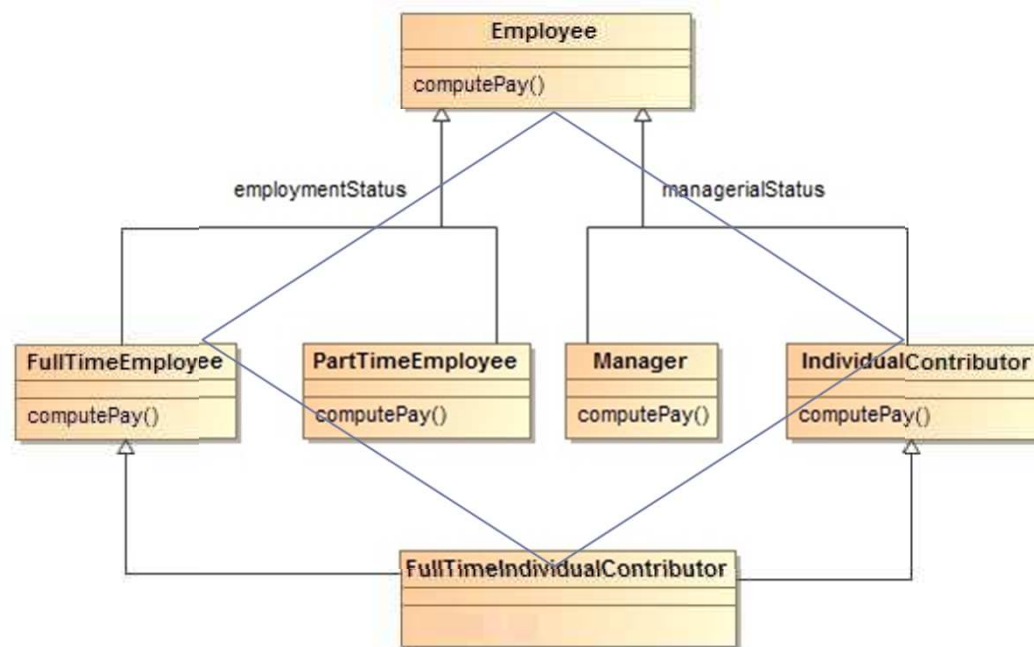 Employee
computePay()
employmentStatus
managerialStatus
FullTimeEmployee
computePay()
PartTimeEmployee
computePay()
Manager
computePay()
IndividualContributor
computePay()
FullTimeIndividualContributor